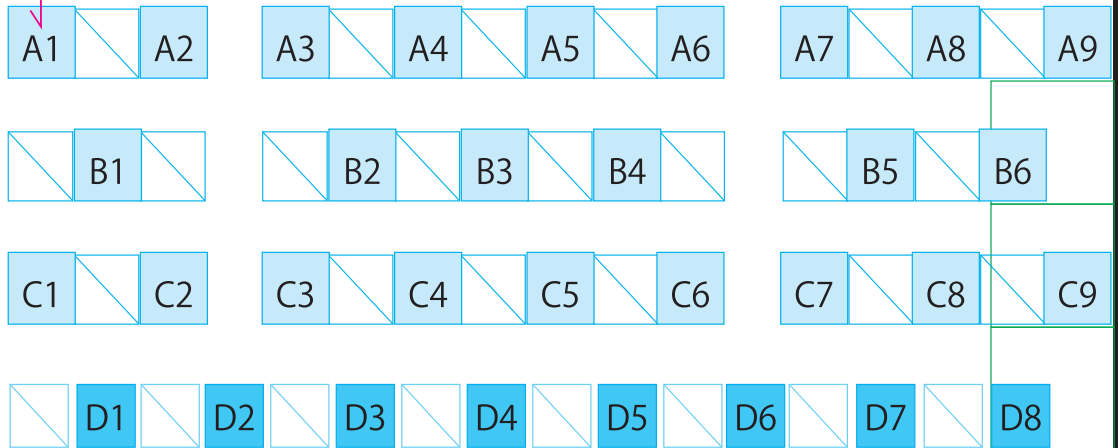 A1 A2 A3 A4 A5 A6 A7 A8 A9
B1 B2 B3 B4 B5 B6
C1 C2 C3 C4 C5 C6 C7 C8 C9
D1 D2 D3 D4 D5 D6 D7 D8